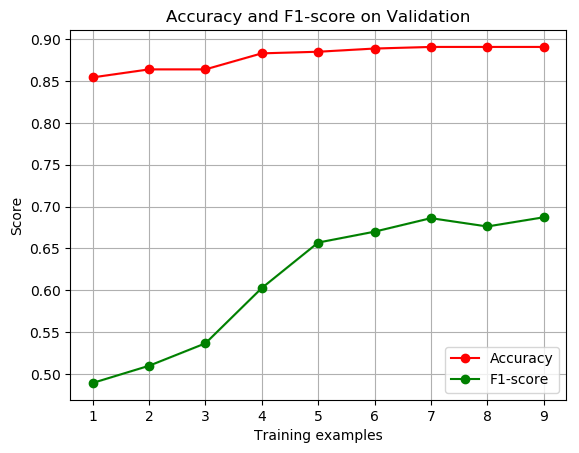 Accuracy and F1-score on Validation
0.90
0.85
0.80
0.75
0.70
0.65
0.60
0.55
0.50
Score
1 2 3 4 5 6 7 8 9
Training examples
Accuracy
F1-score